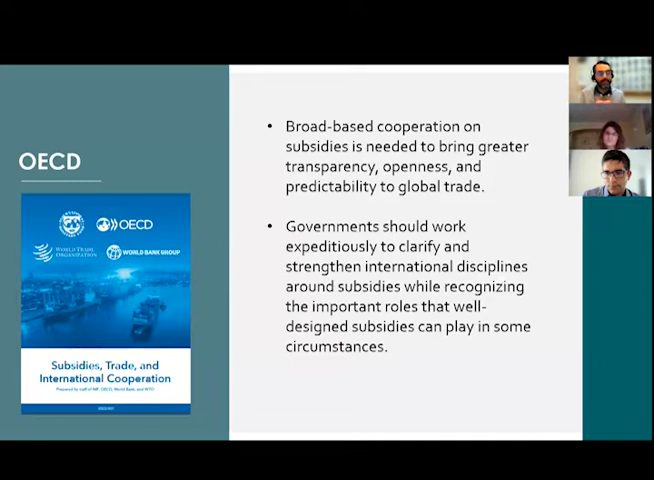 OECD
OECD
WORLD TRADE
ORGANIZATION
WORLD BANK GROUP
Subsidies, Trade, and
International Cooperation
Prepared by staff of IMF, OECD, World Bank, and WTO
• Broad-based cooperation on
subsidies is needed to bring greater
transparency, openness, and
predictability to global trade.
• Governments should work
expeditiously to clarify and
strengthen international disciplines
around subsidies while recognizing
the important roles that well-
designed subsidies can play in some
circumstances.